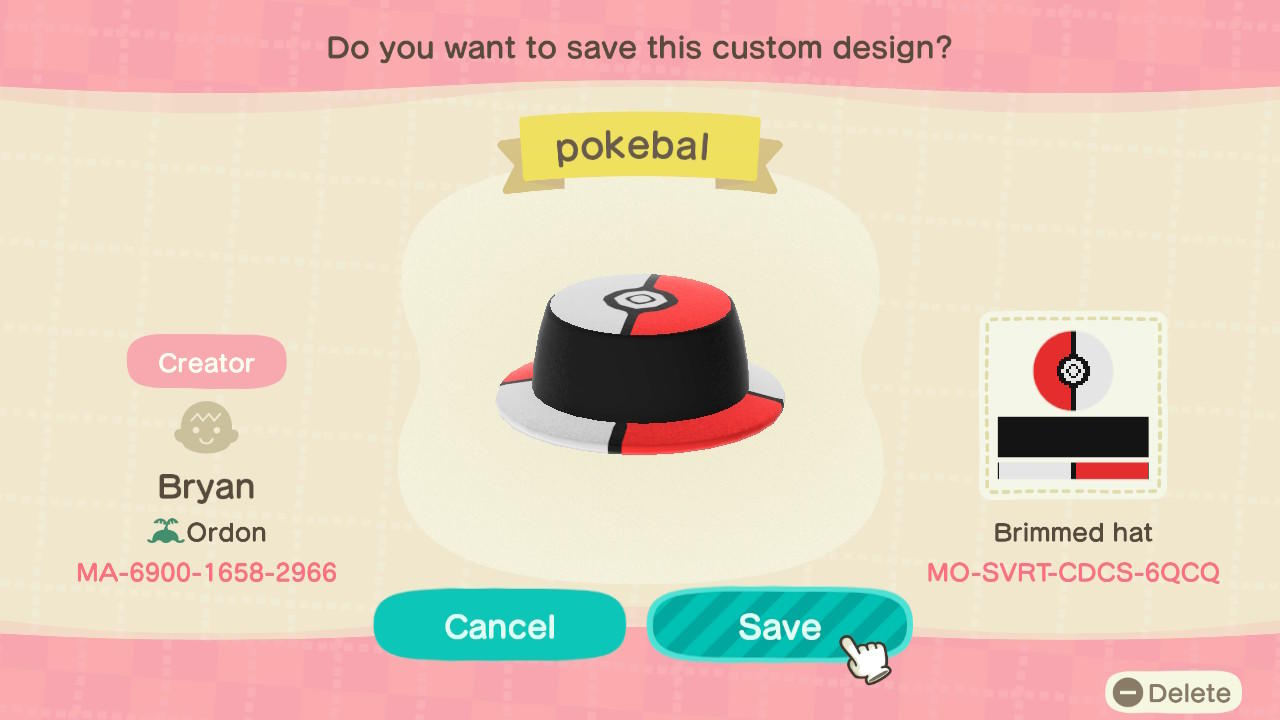 Do you want to save this custom design?
pokebal
Creator
Bryan
Ordon
MA-6900-1658-2966
Brimmed hat
MO-SVRT-CDCS-6QCQ
Cancel
Save
Delete